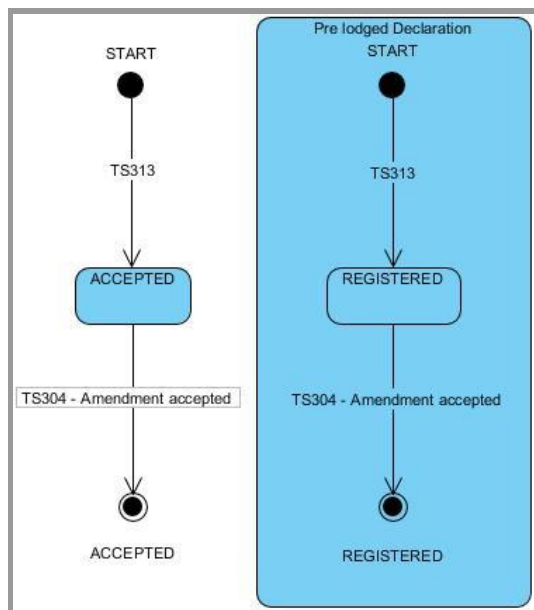 START
TS313
ACCEPTED
TS304 - Amendment accepted
ACCEPTED
Pre lodged Declaration
START
TS313
REGISTERED
TS304 - Amendment accepted
REGISTERED